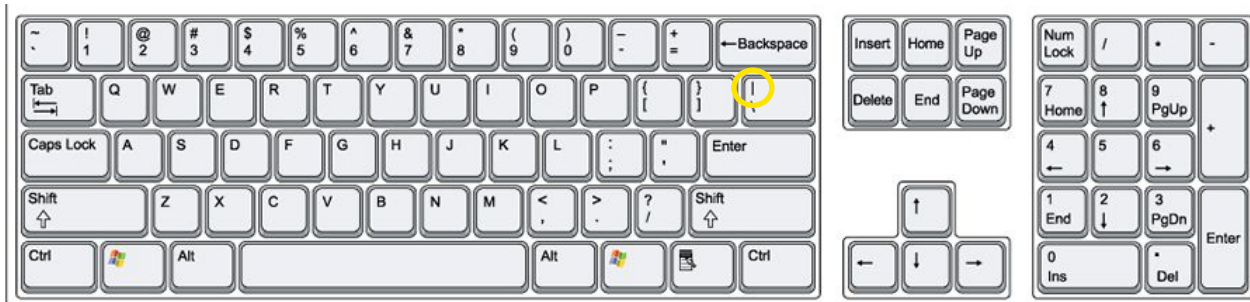 ~ ! @ # $ % ^ & * ( ) – + ←Backspace
` 1 2 3 4 5 6 7 8 9 0 - =
Tab Q W E R T Y U I O P { } |
[ ] \
Caps Lock A S D F G H J K L : " Enter
; '
Shift Z X C V B N M < > ? Shift
, . /
Ctrl Alt Alt Ctrl
Insert Home Page Up
Delete End Page Down
↑
← ↓ →
Num Lock / * -
7 Home 8 ↑ 9 PgUp +
4 ← 5 6 →
1 End 2 ↓ 3 PgDn Enter
0 Ins . Del